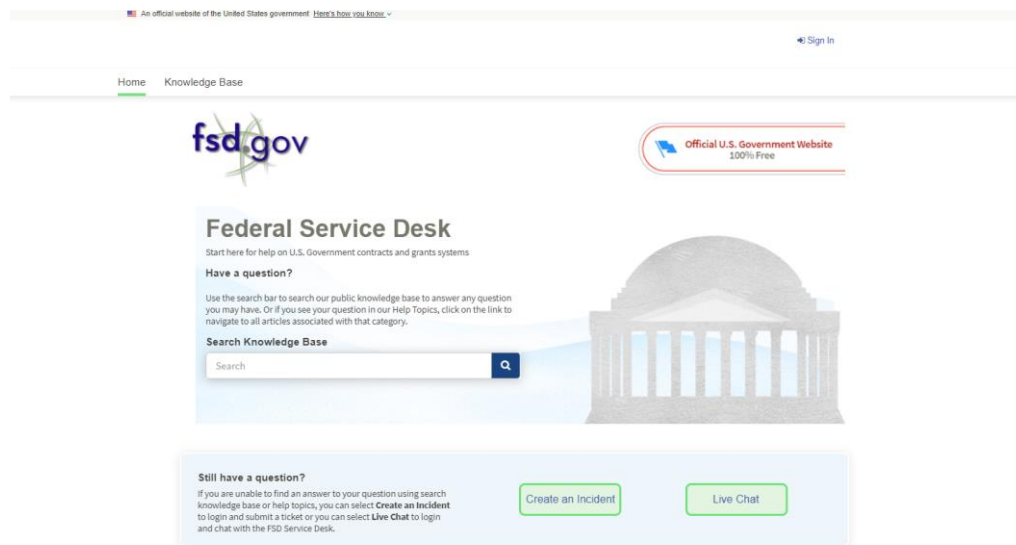 An official website of the United States government Here's how you know
Sign In
Home Knowledge Base
fsd.gov
Official U.S. Government Website
100% Free
Federal Service Desk
Start here for help on U.S. Government contracts and grants systems
Have a question?
Use the search bar to search our public knowledge base to answer any question
you may have. Or if you see your question in our Help Topics, click on the link to
navigate to all articles associated with that category.
Search Knowledge Base
Search
Still have a question?
If you are unable to find an answer to your question using search
knowledge base or help topics, you can select Create an Incident
to login and submit a ticket or you can select Live Chat to login
and chat with the FSD Service Desk.
Create an Incident
Live Chat